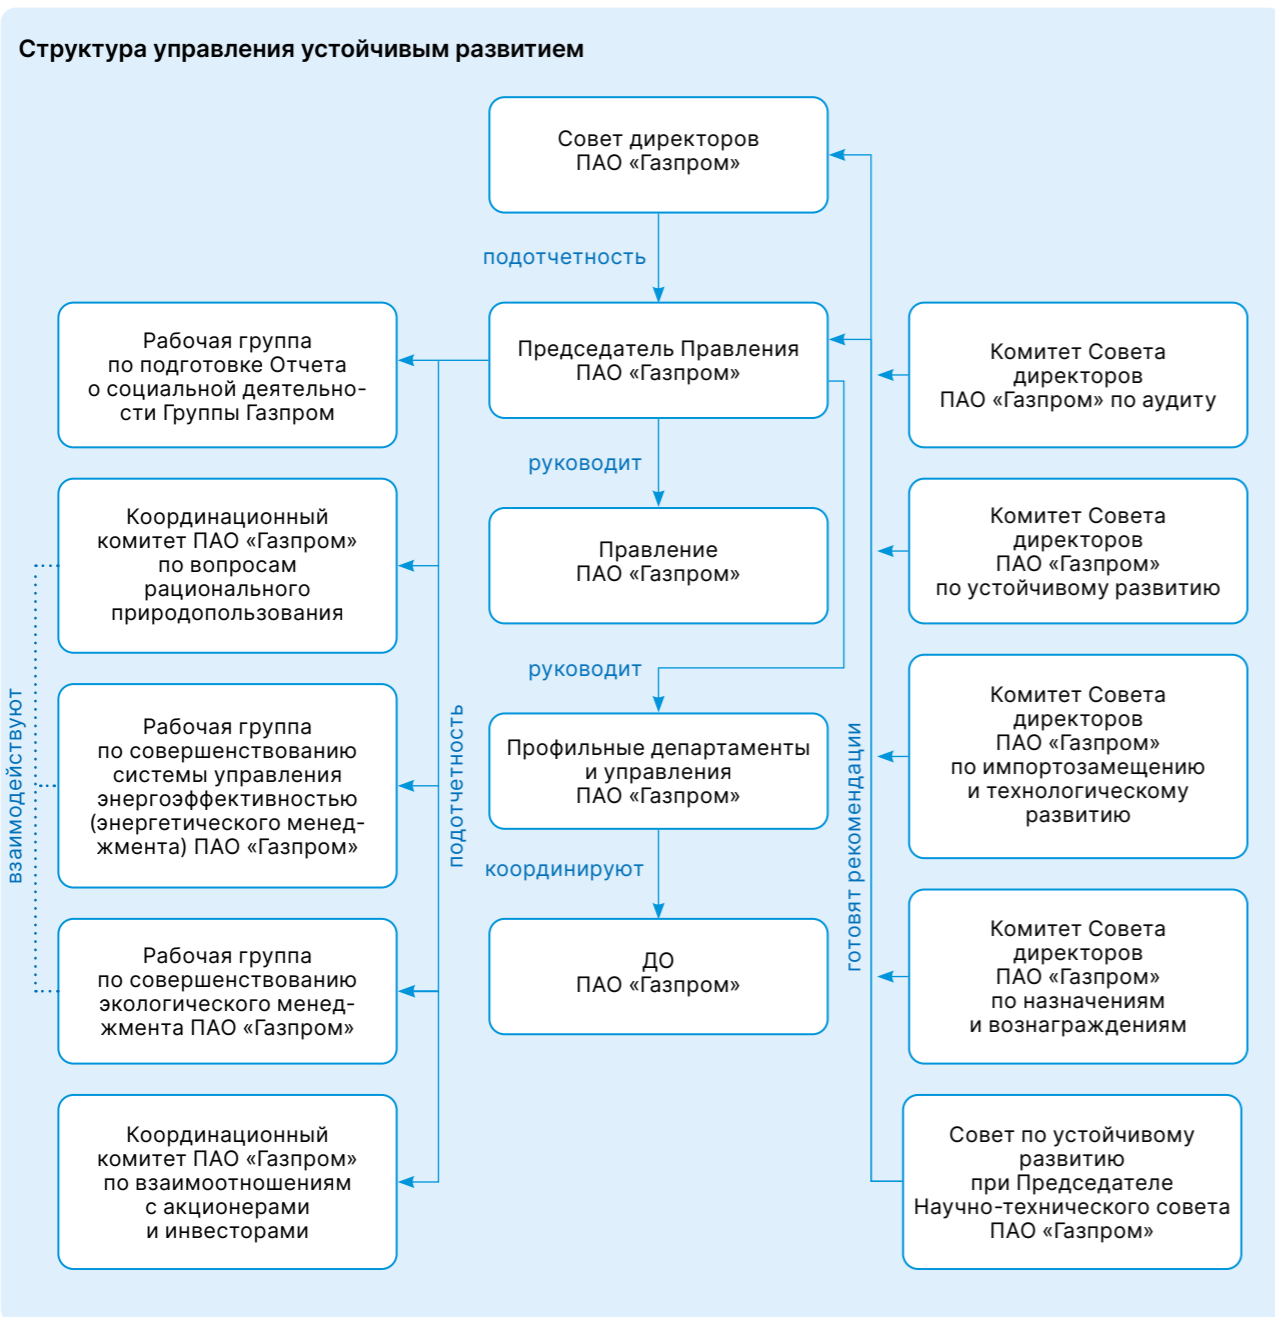 Структура управления устойчивым развитием
Совет директоров
ПАО «Газпром»
подотчетность
Председатель Правления
ПАО «Газпром»
руководит
Правление
ПАО «Газпром»
руководит
Профильные департаменты
и управления
ПАО «Газпром»
координируют
ДО
ПАО «Газпром»
Рабочая группа
по подготовке Отчета
о социальной деятельно-
сти Группы Газпром
Координационный
комитет ПАО «Газпром»
по вопросам
рационального
природопользования
Рабочая группа
по совершенствованию
системы управления
энергоэффективностью
(энергетического менед-
жмента) ПАО «Газпром»
Рабочая группа
по совершенствованию
экологического менед-
жмента ПАО «Газпром»
Координационный
комитет ПАО «Газпром»
по взаимоотношениям
с акционерами
и инвесторами
взаимодействуют
подотчетность
готовят рекомендации
Комитет Совета
директоров
ПАО «Газпром» по аудиту
Комитет Совета
директоров
ПАО «Газпром»
по устойчивому развитию
Комитет Совета
директоров
ПАО «Газпром»
по импортозамещению
и технологическому
развитию
Комитет Совета
директоров
ПАО «Газпром»
по назначениям
и вознаграждениям
Совет по устойчивому
развитию
при Председателе
Научно-технического совета
ПАО «Газпром»